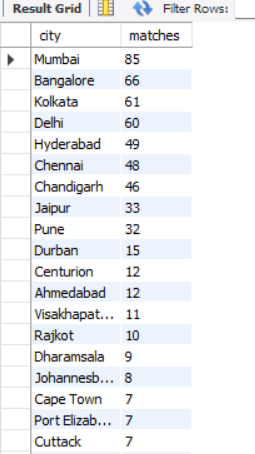 Result Grid Filter Rows:
city matches
Mumbai 85
Bangalore 66
Kolkata 61
Delhi 60
Hyderabad 49
Chennai 48
Chandigarh 46
Jaipur 33
Pune 32
Durban 15
Centurion 12
Ahmedabad 12
Visakhapat... 11
Rajkot 10
Dharamsala 9
Johannesb... 8
Cape Town 7
Port Elizab... 7
Cuttack 7